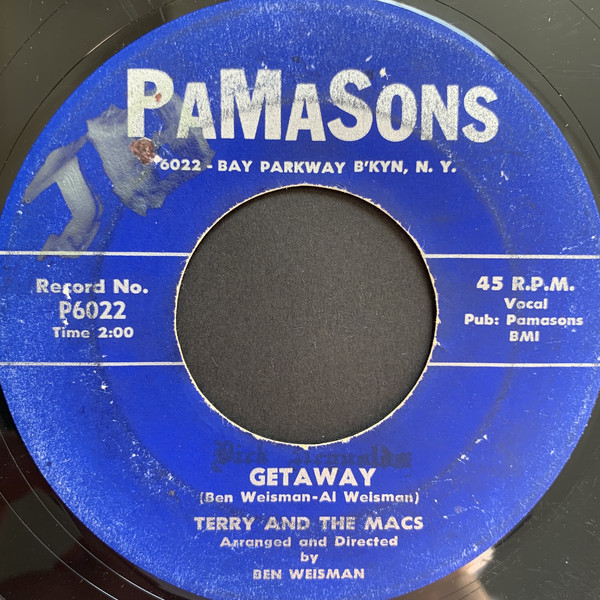 PAMASONS
6022 - BAY PARKWAY B'KYN, N. Y.
Record No.
P6022
Time 2:00
45 R.P.M.
Vocal
Pub: Pamasons
BMI
GETAWAY
(Ben Weisman-Al Weisman)
TERRY AND THE MACS
Arranged and Directed
by
BEN WEISMAN